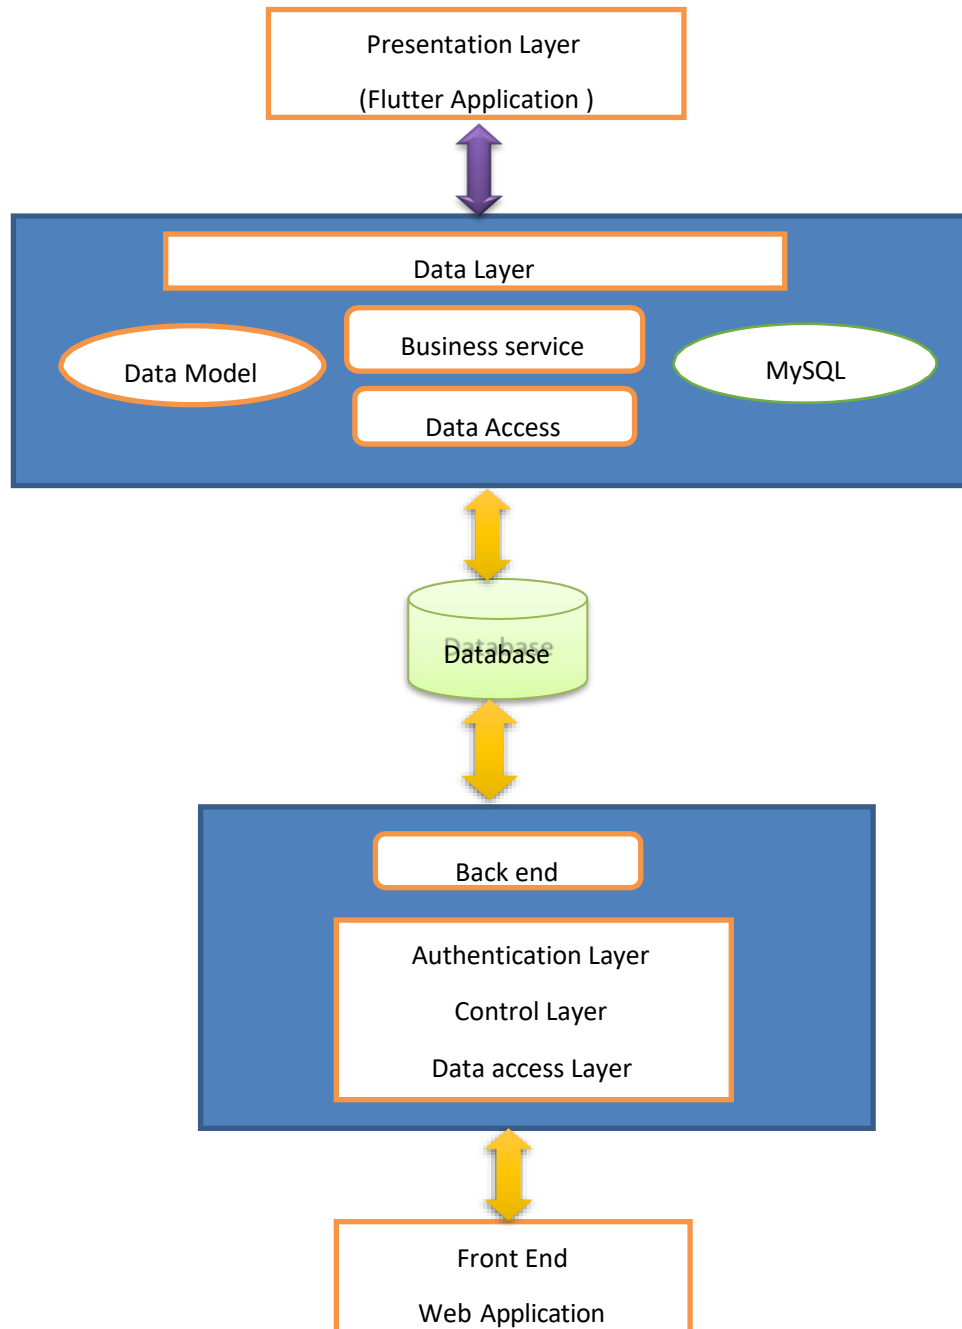 Presentation Layer
(Flutter Application )
Data Layer
Business service
Data Model
MySQL
Data Access
Database
Back end
Authentication Layer
Control Layer
Data access Layer
Front End
Web Application